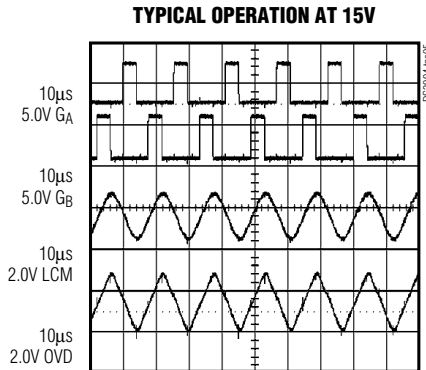 TYPICAL OPERATION AT 15V
10µs
5.0V GA
10µs
5.0V GB
10µs
2.0V LCM
10µs
2.0V OVD